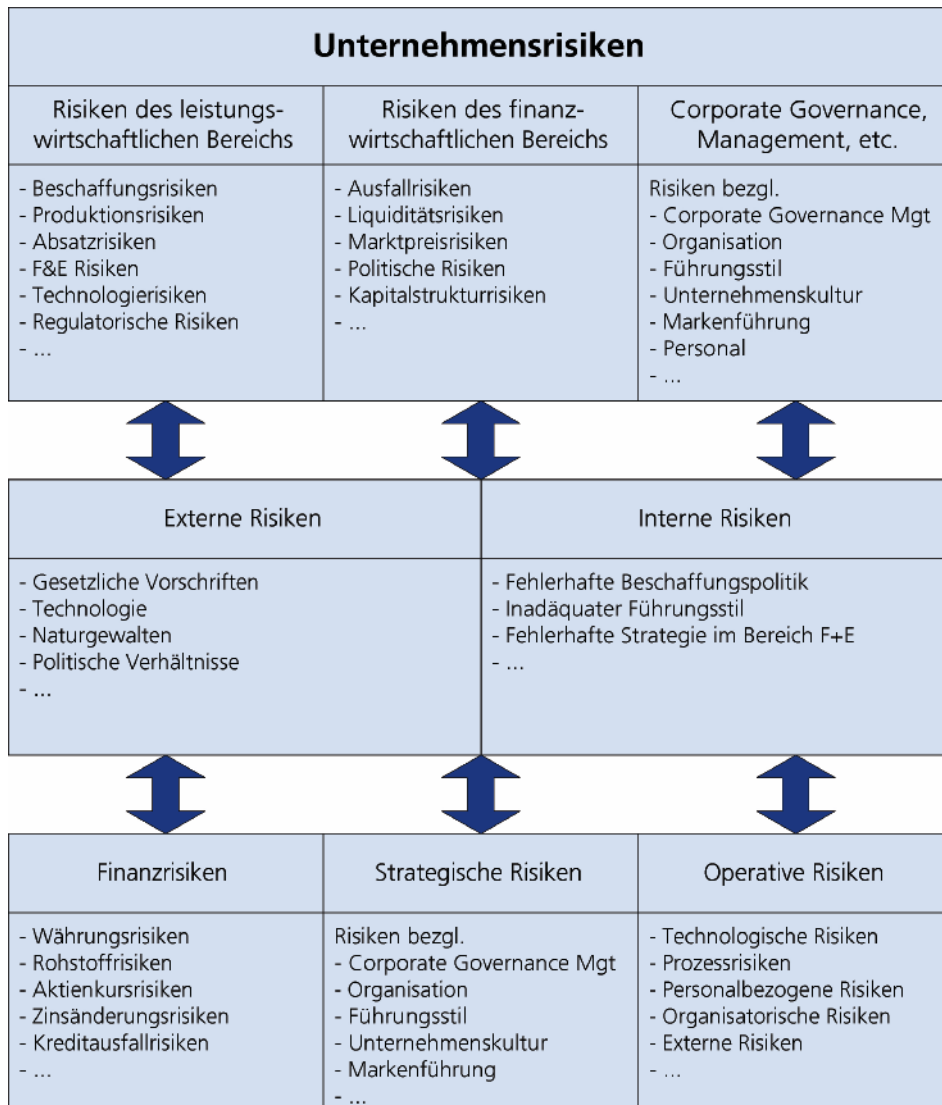 Unternehmensrisiken
Risiken des leistungs-
wirtschaftlichen Bereichs
- Beschaffungsrisiken
- Produktionsrisiken
- Absatzrisiken
- F&E Risiken
- Technologierisiken
- Regulatorische Risiken
- ...
Risiken des finanz-
wirtschaftlichen Bereichs
- Ausfallrisiken
- Liquiditätsrisiken
- Marktpreisrisiken
- Politische Risiken
- Kapitalstrukturrisiken
- ...
Corporate Governance,
Management, etc.
Risiken bezgl.
- Corporate Governance Mgt
- Organisation
- Führungsstil
- Unternehmenskultur
- Markenführung
- Personal
- ...
Externe Risiken
- Gesetzliche Vorschriften
- Technologie
- Naturgewalten
- Politische Verhältnisse
- ...
Interne Risiken
- Fehlerhafte Beschaffungspolitik
- Inadäquater Führungsstil
- Fehlerhafte Strategie im Bereich F+E
- ...
Finanzrisiken
- Währungsrisiken
- Rohstoffrisiken
- Aktienkursrisiken
- Zinsänderungsrisiken
- Kreditausfallrisiken
- ...
Strategische Risiken
Risiken bezgl.
- Corporate Governance Mgt
- Organisation
- Führungsstil
- Unternehmenskultur
- Markenführung
- ...
Operative Risiken
- Technologische Risiken
- Prozessrisiken
- Personalbezogene Risiken
- Organisatorische Risiken
- Externe Risiken
- ...